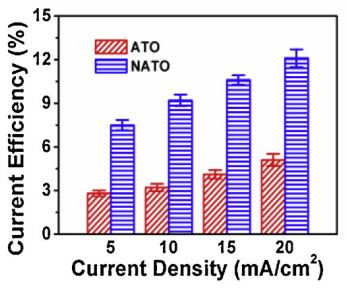 Current Efficiency (%)
15
12
9
6
3
0
ATO
NATO
5 10 15 20
Current Density (mA/cm²)